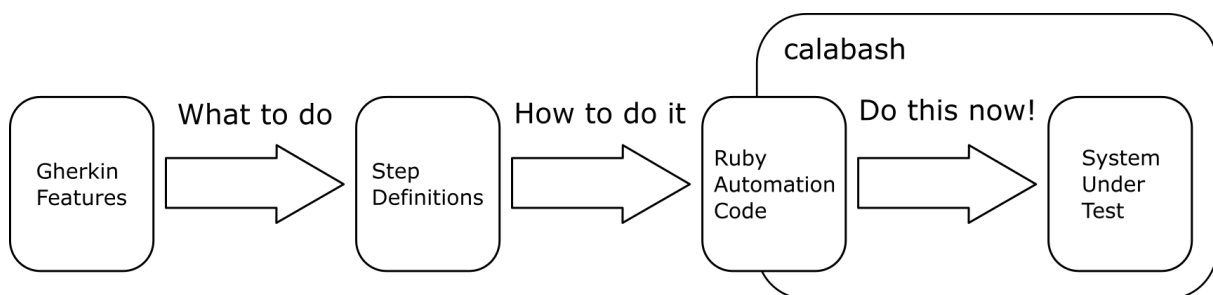 calabash
What to do
How to do it
Do this now!
Gherkin
Features
Step
Definitions
Ruby
Automation
Code
System
Under
Test